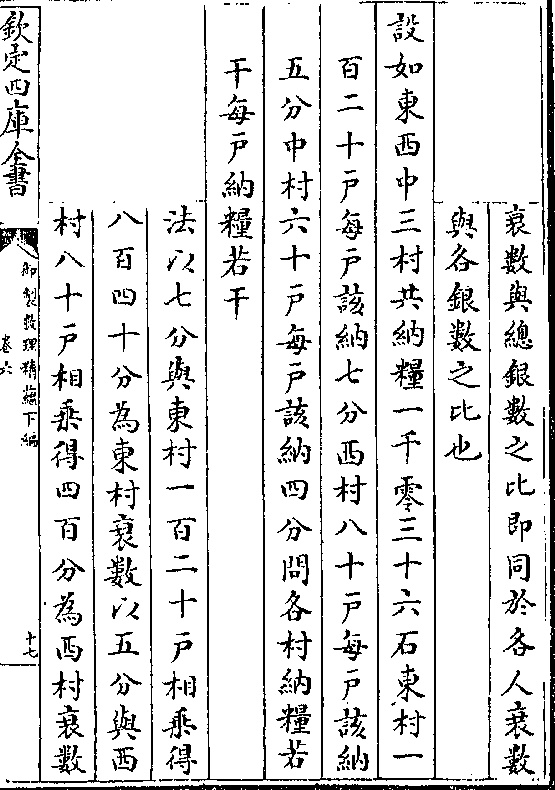 衰數與總銀數之比即同於各人衰數
與各銀數之比也
設如東西中三村共納糧一千零三十六石東村一
百二十戸每戸該納七分西村八十戸每戸該納
五分中村六十戸每戸該納四分問各村納糧若
干每戸納糧若干
法以七分與東村一百二十戸相乘得
八百四十分為東村衰數以五分與西
村八十戸相乘得四百分為西村衰數
欽定四庫全書
御製數理精蘊下編
卷六
十七